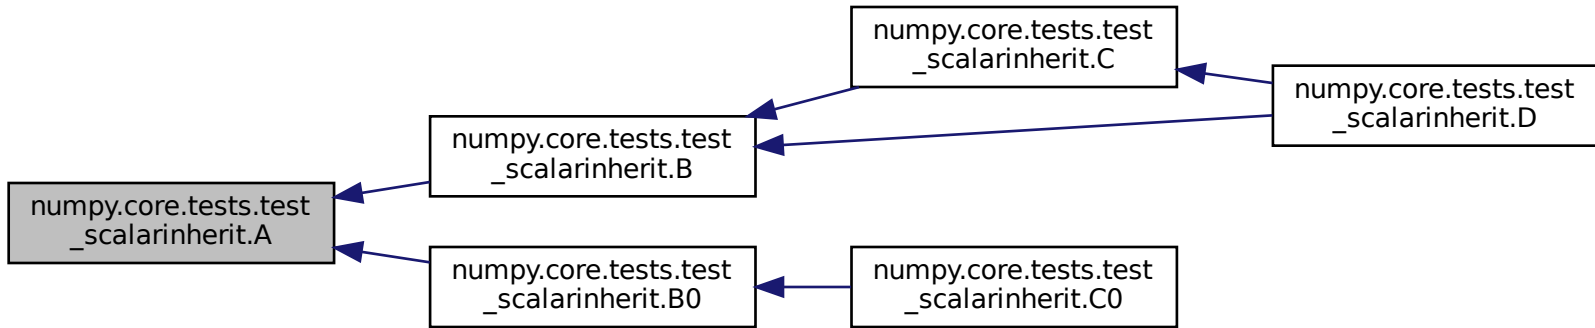 numpy.core.tests.test
_scalarinherit.C
numpy.core.tests.test
_scalarinherit.D
numpy.core.tests.test
_scalarinherit.B
numpy.core.tests.test
_scalarinherit.A
numpy.core.tests.test
_scalarinherit.B0
numpy.core.tests.test
_scalarinherit.C0